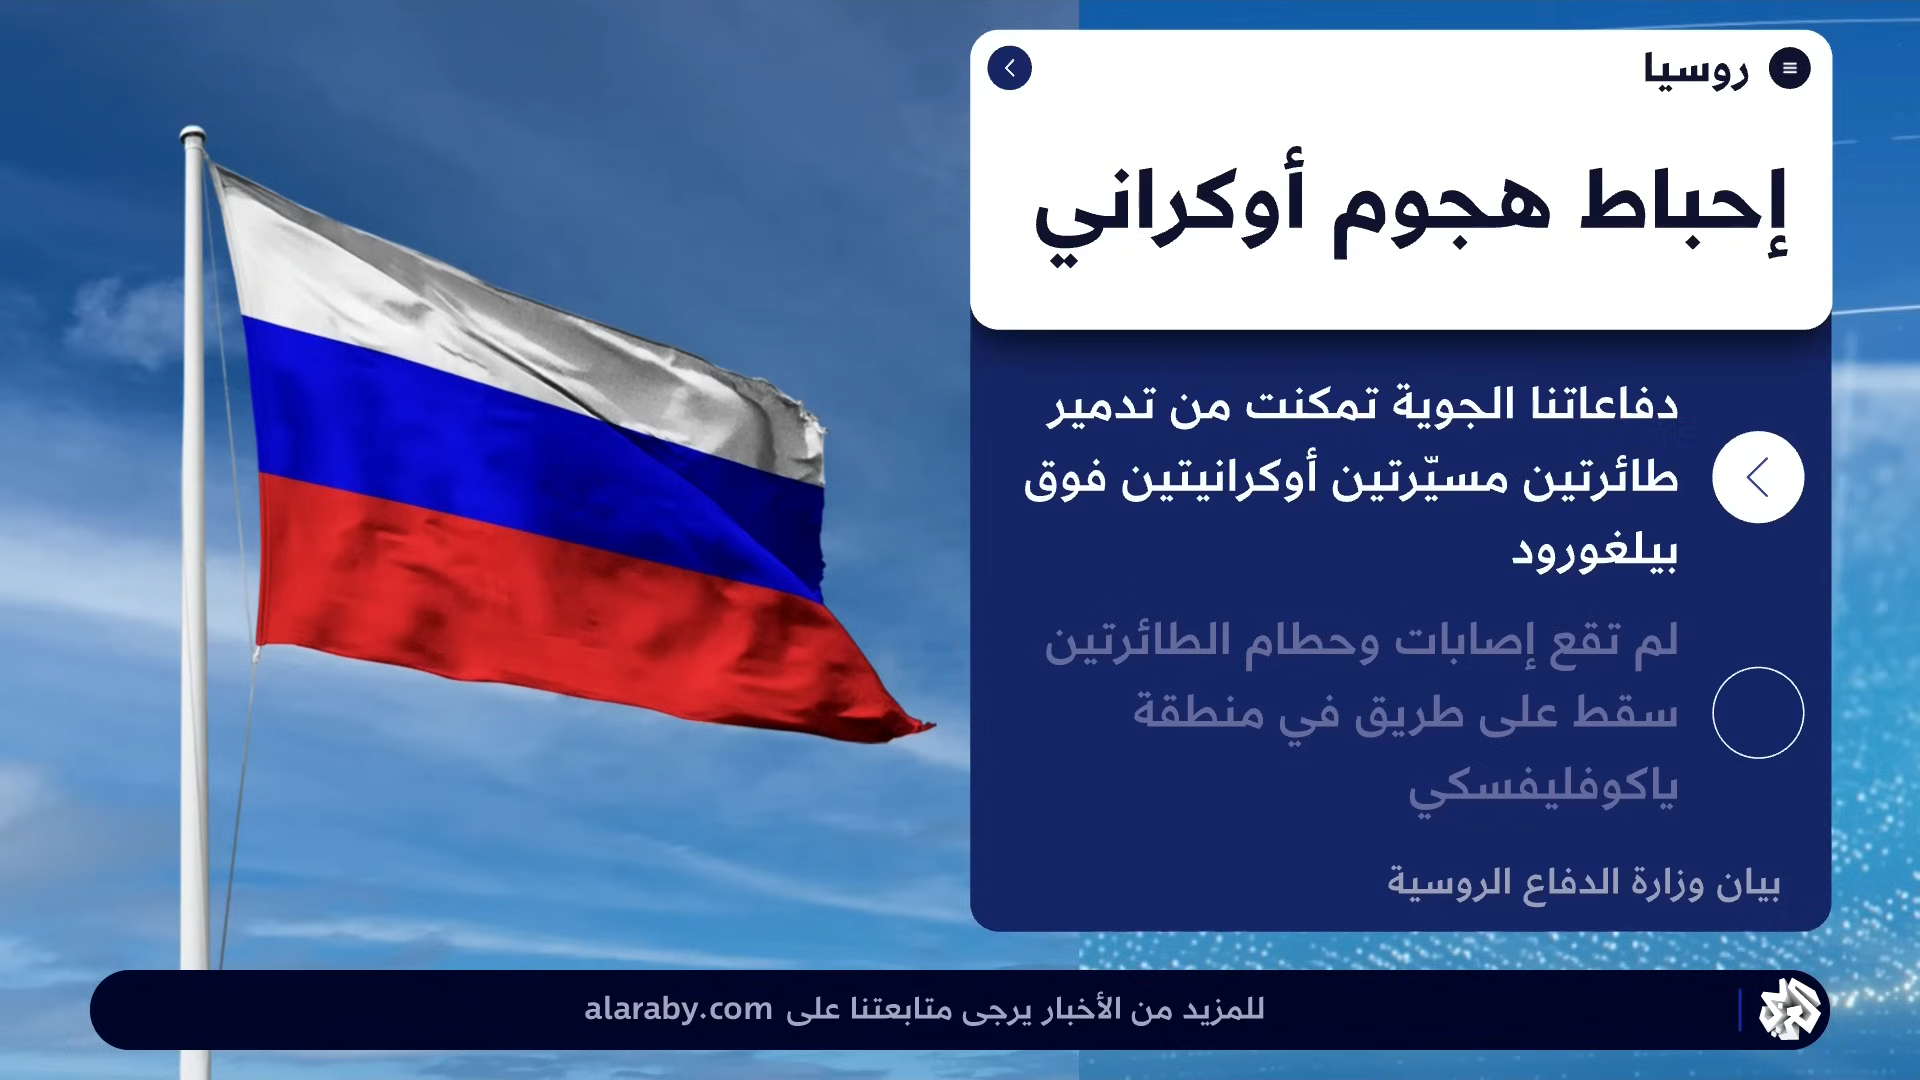 روسيا
إحباط هجوم أوكراني
دفاعاتنا الجوية تمكنت من تدمير
طائرتين مسيّرتين أوكرانيتين فوق
بيلغورود
لم تقع إصابات وحطام الطائرتين
سقط على طريق في منطقة
ياكوفليفسكي
بيان وزارة الدفاع الروسية
للمزيد من الأخبار يرجى متابعتنا على alaraby.com